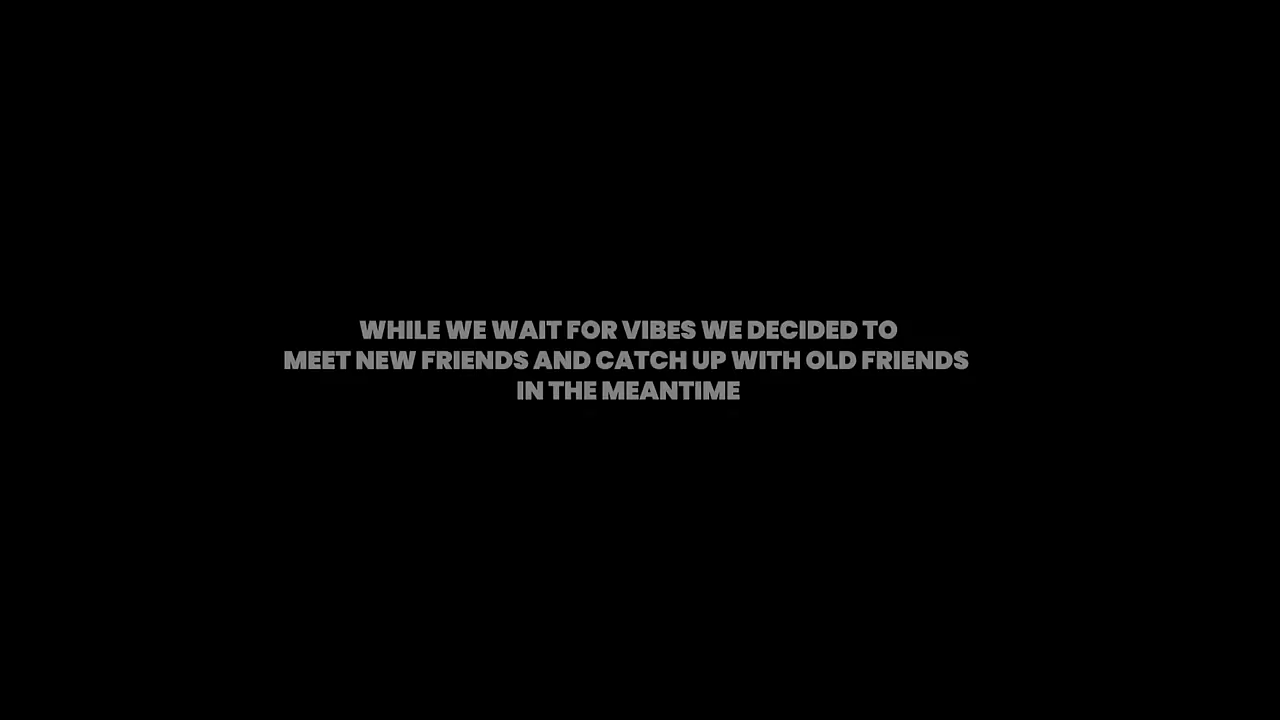 WHILE WE WAIT FOR VIBES WE DECIDED TO
MEET NEW FRIENDS AND CATCH UP WITH OLD FRIENDS
IN THE MEANTIME